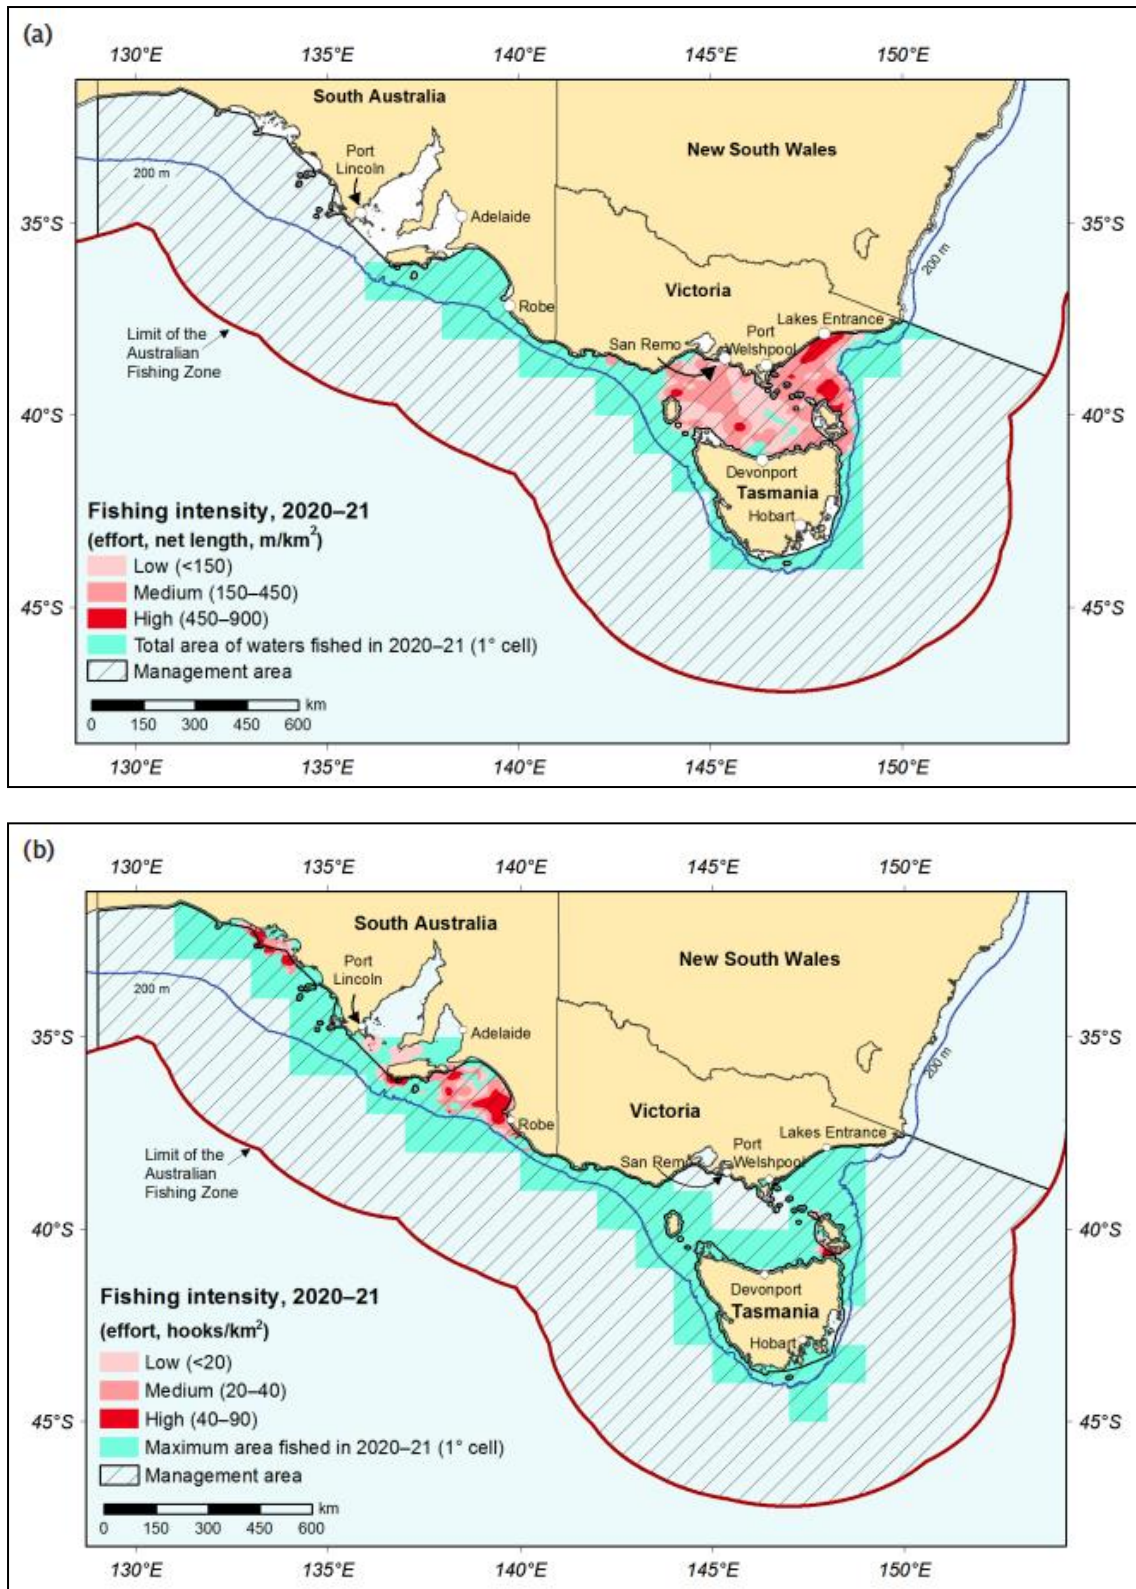 (a)
130°E 135°E 140°E 145°E 150°E
South Australia
New South Wales
Port
Lincoln
200 m
Adelaide
35°S 35°S
200 m
Victoria
Robe
Lakes Entrance
Port
Welshpool
San Remo
Limit of the
Australian
Fishing Zone
40°S 40°S
Devonport
Tasmania
Hobart
Fishing intensity, 2020–21
(effort, net length, m/km²)
Low (<150)
Medium (150–450)
High (450–900)
45°S 45°S
Total area of waters fished in 2020–21 (1° cell)
Management area
km
0 150 300 450 600
130°E 135°E 140°E 145°E 150°E
(b)
130°E 135°E 140°E 145°E 150°E
South Australia
New South Wales
Port
Lincoln
200 m
Adelaide
35°S 35°S
200 m
Victoria
Robe
Lakes Entrance
Port
Welshpool
San Remo
Limit of the
Australian
Fishing Zone
40°S 40°S
Devonport
Tasmania
Hobart
Fishing intensity, 2020–21
(effort, hooks/km²)
Low (<20)
Medium (20–40)
High (40–90)
45°S 45°S
Maximum area fished in 2020–21 (1° cell)
Management area
km
0 150 300 450 600
130°E 135°E 140°E 145°E 150°E